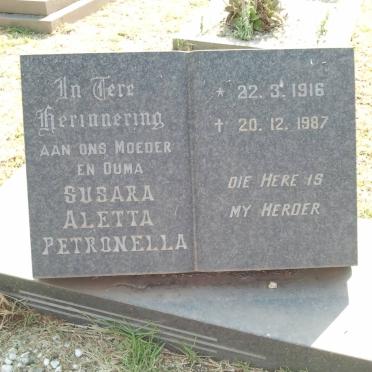 In Tere
Herinnering
AAN ONS MOEDER
EN OUMA
SUSARA
ALETTA
PETRONELLA
* 22. 3. 1916
† 20. 12. 1987
DIE HERE IS
MY HERDER